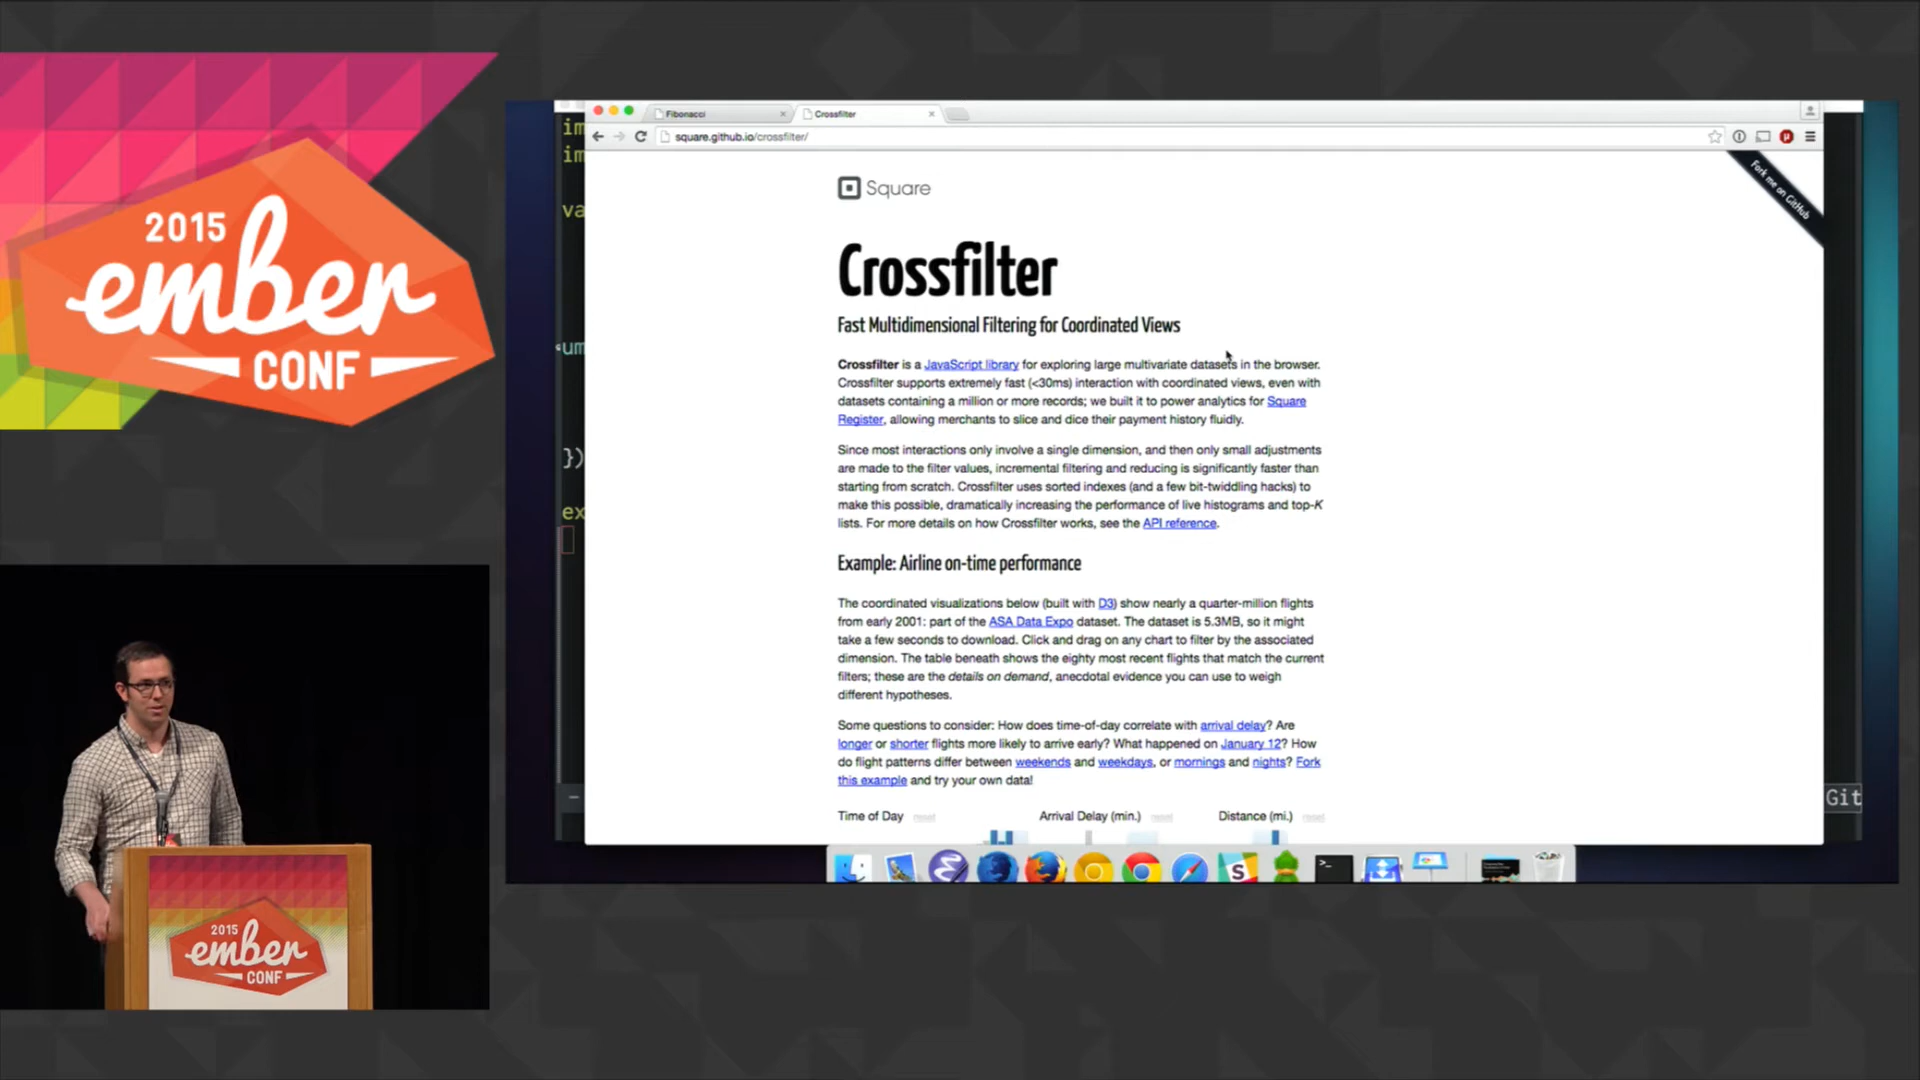 2015
ember
CONF
Fibonacci
Crossfilter
square.github.io/crossfilter/
Fork me on GitHub
im
im
va
um
})
ex
Git
Square
Crossfilter
Fast Multidimensional Filtering for Coordinated Views
Crossfilter is a JavaScript library for exploring large multivariate datasets in the browser.
Crossfilter supports extremely fast (<30ms) interaction with coordinated views, even with
datasets containing a million or more records; we built it to power analytics for Square
Register, allowing merchants to slice and dice their payment history fluidly.
Since most interactions only involve a single dimension, and then only small adjustments
are made to the filter values, incremental filtering and reducing is significantly faster than
starting from scratch. Crossfilter uses sorted indexes (and a few bit-twiddling hacks) to
make this possible, dramatically increasing the performance of live histograms and top-K
lists. For more details on how Crossfilter works, see the API reference.
Example: Airline on-time performance
The coordinated visualizations below (built with D3) show nearly a quarter-million flights
from early 2001: part of the ASA Data Expo dataset. The dataset is 5.3MB, so it might
take a few seconds to download. Click and drag on any chart to filter by the associated
dimension. The table beneath shows the eighty most recent flights that match the current
filters; these are the details on demand, anecdotal evidence you can use to weigh
different hypotheses.
Some questions to consider: How does time-of-day correlate with arrival delay? Are
longer or shorter flights more likely to arrive early? What happened on January 12? How
do flight patterns differ between weekends and weekdays, or mornings and nights? Fork
this example and try your own data!
Time of Day reset Arrival Delay (min.) reset Distance (mi.) reset
2015
ember
CONF